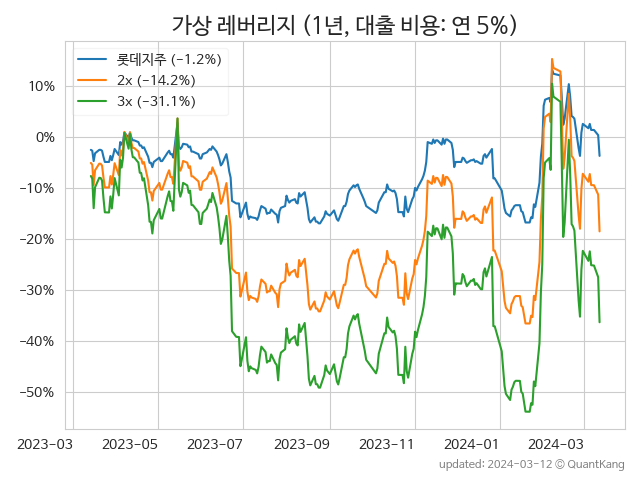 가상 레버리지 (1년, 대출 비용: 연 5%)
롯데지주 (−1.2%)
2x (−14.2%)
3x (−31.1%)
10%
0%
−10%
−20%
−30%
−40%
−50%
2023-03 2023-05 2023-07 2023-09 2023-11 2024-01 2024-03
updated: 2024-03-12 © QuantKang